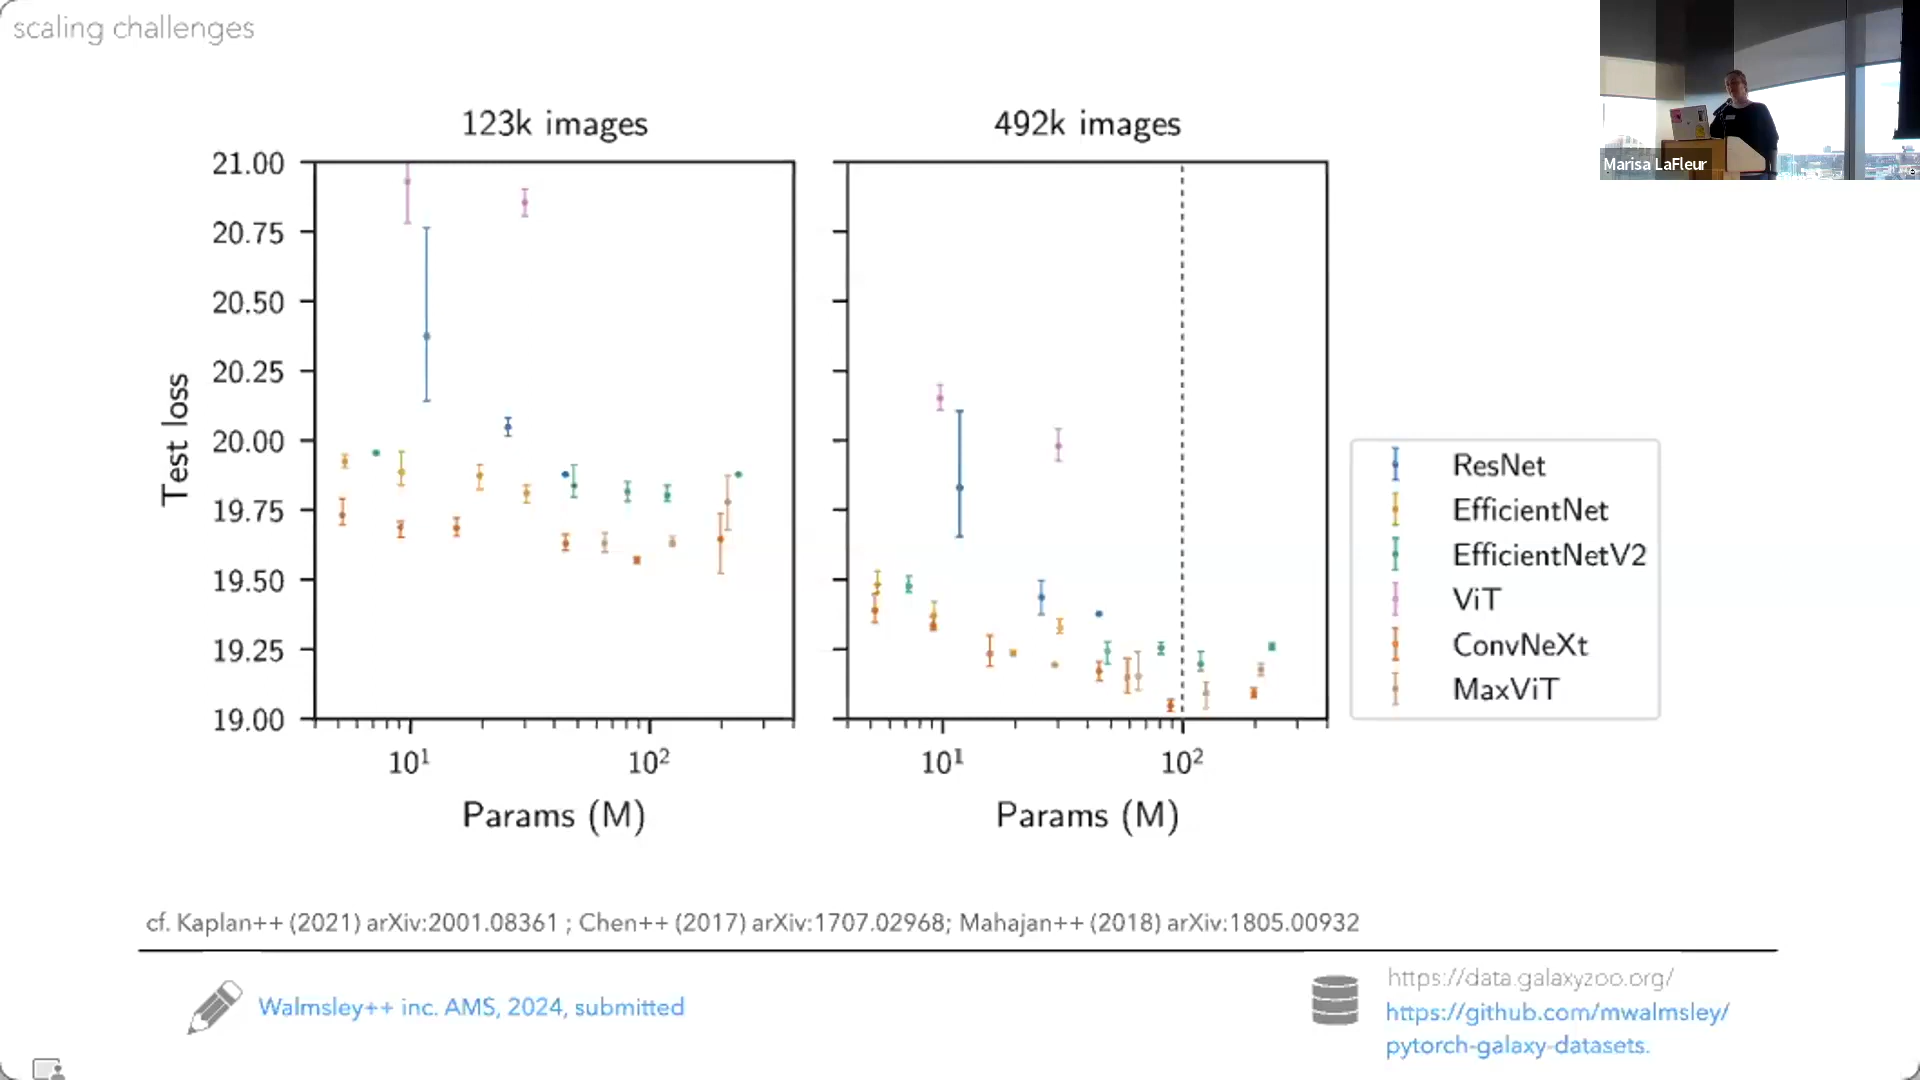 scaling challenges
Marisa LaFleur
123k images
492k images
21.00
20.75
20.50
20.25
20.00
19.75
19.50
19.25
19.00
Test loss
10¹
10²
10¹
10²
Params (M)
Params (M)
ResNet
EfficientNet
EfficientNetV2
ViT
ConvNeXt
MaxViT
cf. Kaplan++ (2021) arXiv:2001.08361 ; Chen++ (2017) arXiv:1707.02968; Mahajan++ (2018) arXiv:1805.00932
Walmsley++ inc. AMS, 2024, submitted
https://data.galaxyzoo.org/
https://github.com/mwalmsley/
pytorch-galaxy-datasets.